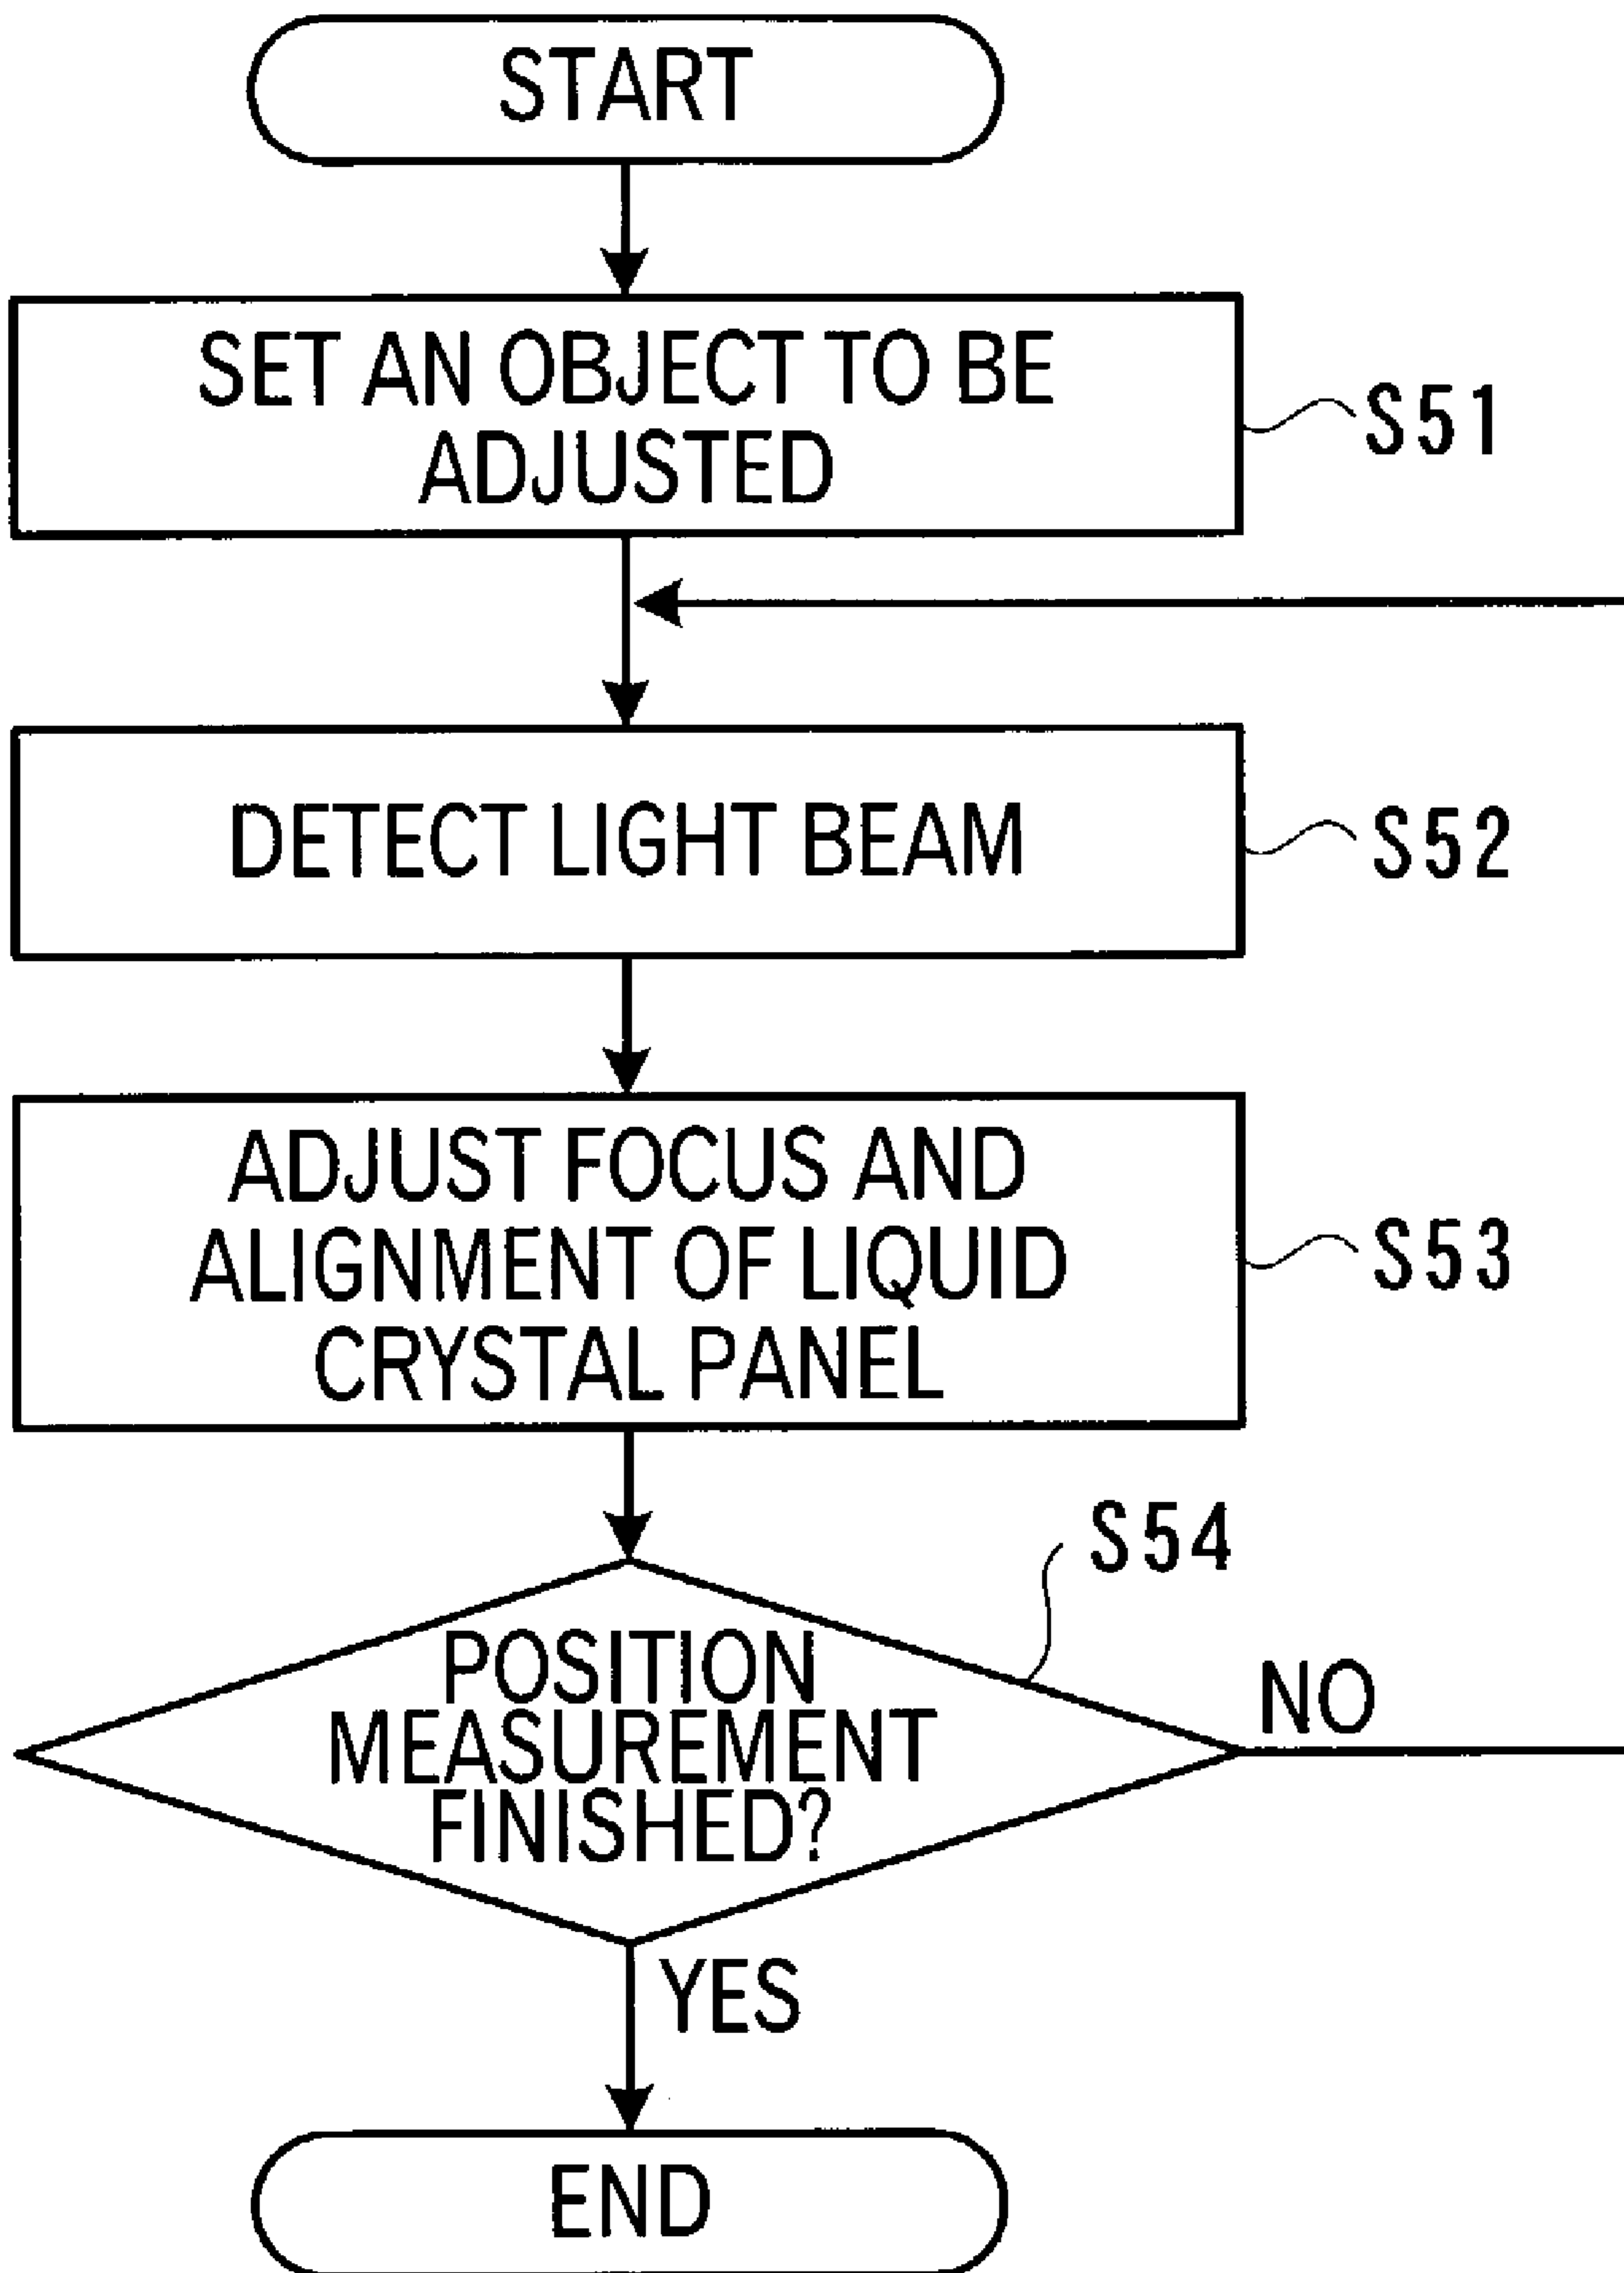 START
SET AN OBJECT TO BE
ADJUSTED
S51
DETECT LIGHT BEAM
S52
ADJUST FOCUS AND
ALIGNMENT OF LIQUID
CRYSTAL PANEL
S53
S54
POSITION
MEASUREMENT
FINISHED?
NO
YES
END